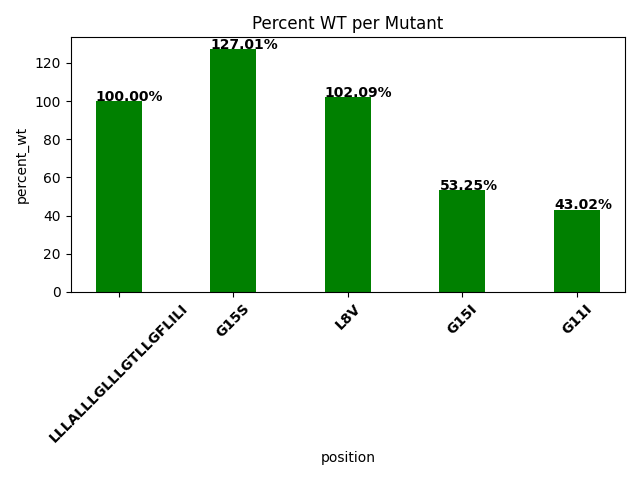 Percent WT per Mutant
percent_wt
120
100
80
60
40
20
0
100.00%
127.01%
102.09%
53.25%
43.02%
LLLALLLGLLLGTLLGFLILI
G15S
L8V
G15I
G11I
position